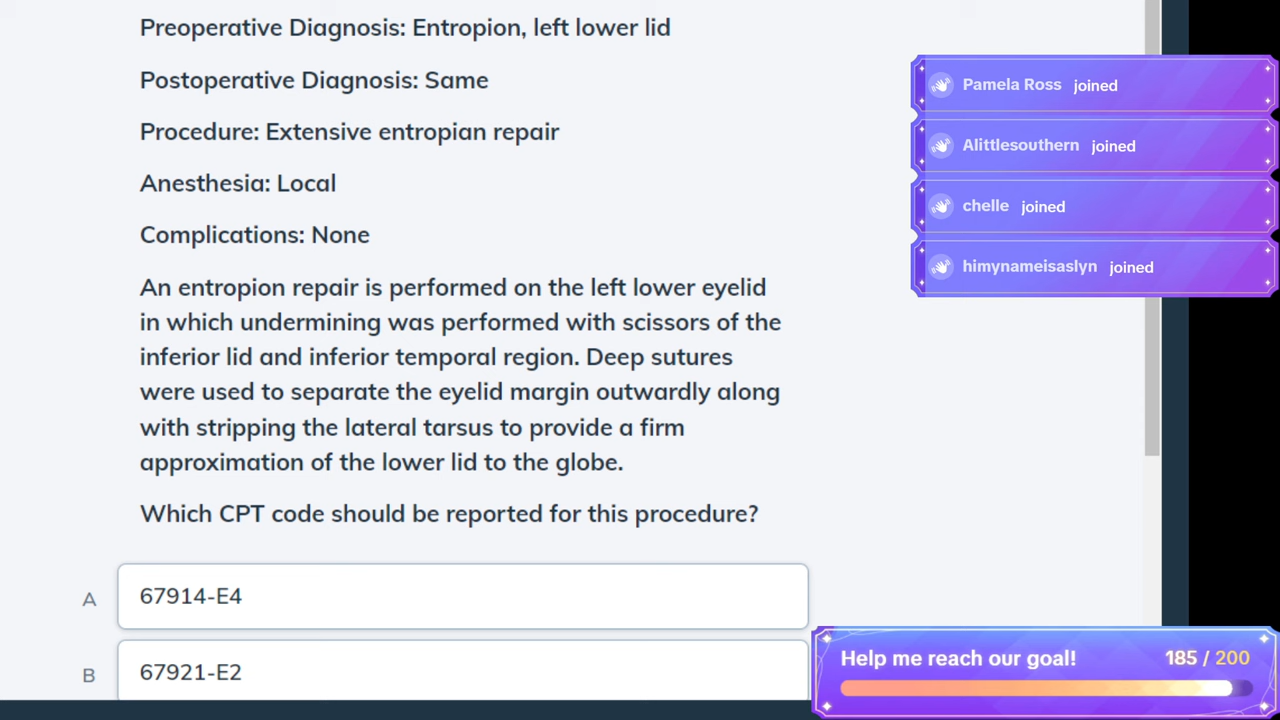 Preoperative Diagnosis: Entropion, left lower lid
Postoperative Diagnosis: Same
Procedure: Extensive entropian repair
Anesthesia: Local
Complications: None
An entropion repair is performed on the left lower eyelid
in which undermining was performed with scissors of the
inferior lid and inferior temporal region. Deep sutures
were used to separate the eyelid margin outwardly along
with stripping the lateral tarsus to provide a firm
approximation of the lower lid to the globe.
Which CPT code should be reported for this procedure?
A 67914-E4
B 67921-E2
Pamela Ross joined
Alittlesouthern joined
chelle joined
himynameisaslyn joined
Help me reach our goal! 185 / 200